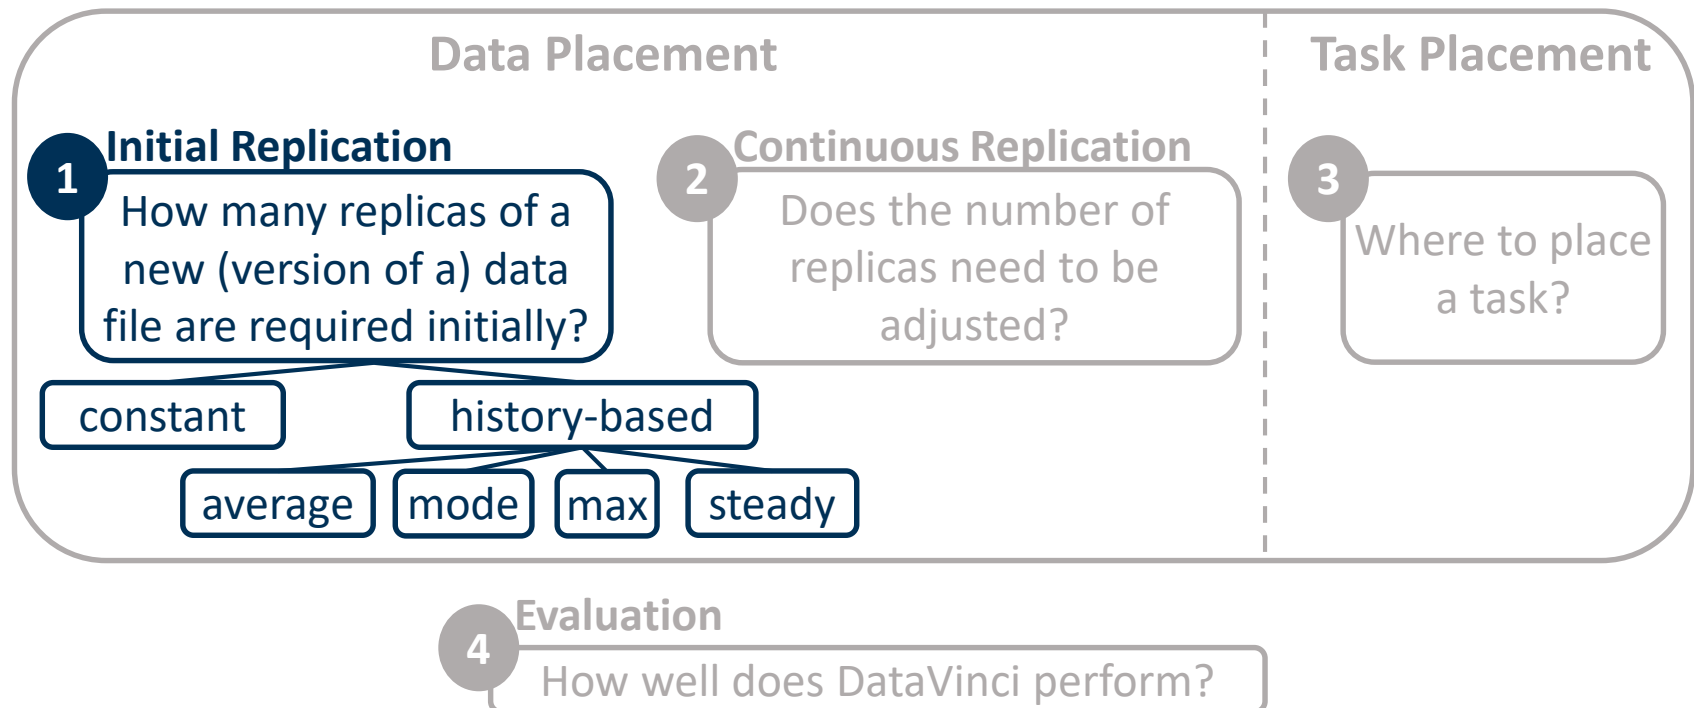 Data Placement
Task Placement
1
Initial Replication
How many replicas of a
new (version of a) data
file are required initially?
constant
history-based
average
mode
max
steady
2
Continuous Replication
Does the number of
replicas need to be
adjusted?
3
Where to place
a task?
4
Evaluation
How well does DataVinci perform?